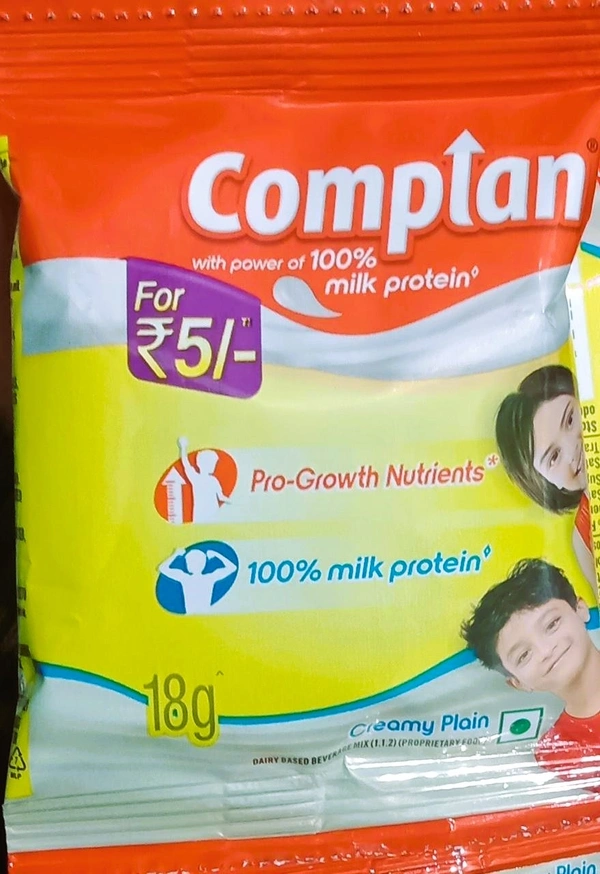 Complan®
with power of 100%
milk protein◊
For
₹5/-
Pro-Growth Nutrients*
100% milk protein◊
18g^
Creamy Plain
DAIRY BASED BEVERAGE MIX (1.1.2) (PROPRIETARY FOOD)
Plain